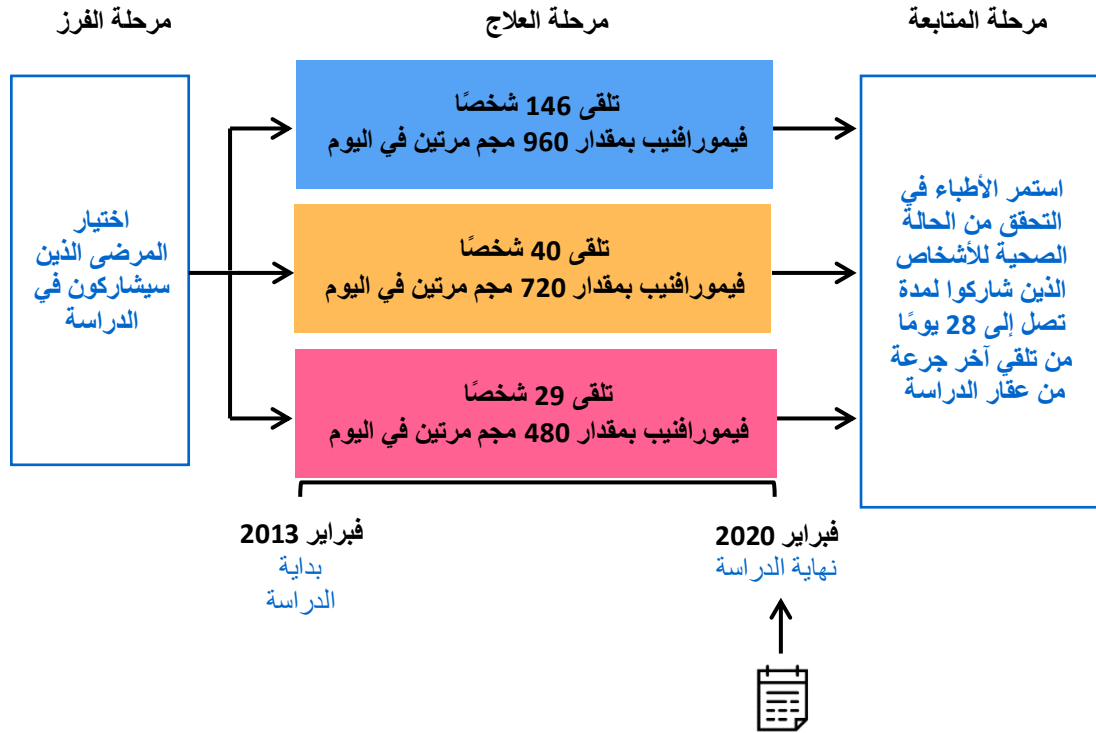 مرحلة الفرز
مرحلة العلاج
مرحلة المتابعة
اختيار
المرضى الذين
سيشاركون في
الدراسة
تلقى 146 شخصًا
فيمورافنيب بمقدار 960 مجم مرتين في اليوم
تلقى 40 شخصًا
فيمورافنيب بمقدار 720 مجم مرتين في اليوم
تلقى 29 شخصًا
فيمورافنيب بمقدار 480 مجم مرتين في اليوم
استمر الأطباء في
التحقق من الحالة
الصحية للأشخاص
الذين شاركوا لمدة
تصل إلى 28 يومًا
من تلقي آخر جرعة
من عقار الدراسة
فبراير 2013
بداية
الدراسة
فبراير 2020
نهاية الدراسة